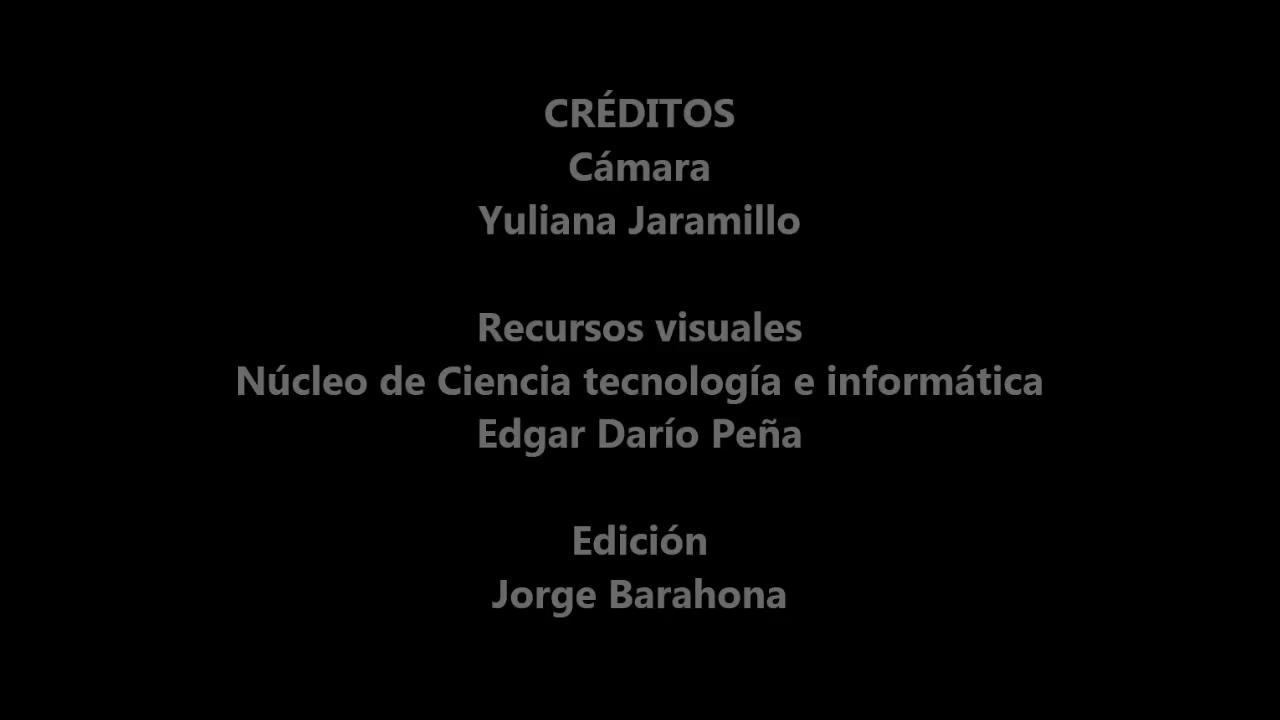 CRÉDITOS
Cámara
Yuliana Jaramillo
Recursos visuales
Núcleo de Ciencia tecnología e informática
Edgar Darío Peña
Edición
Jorge Barahona